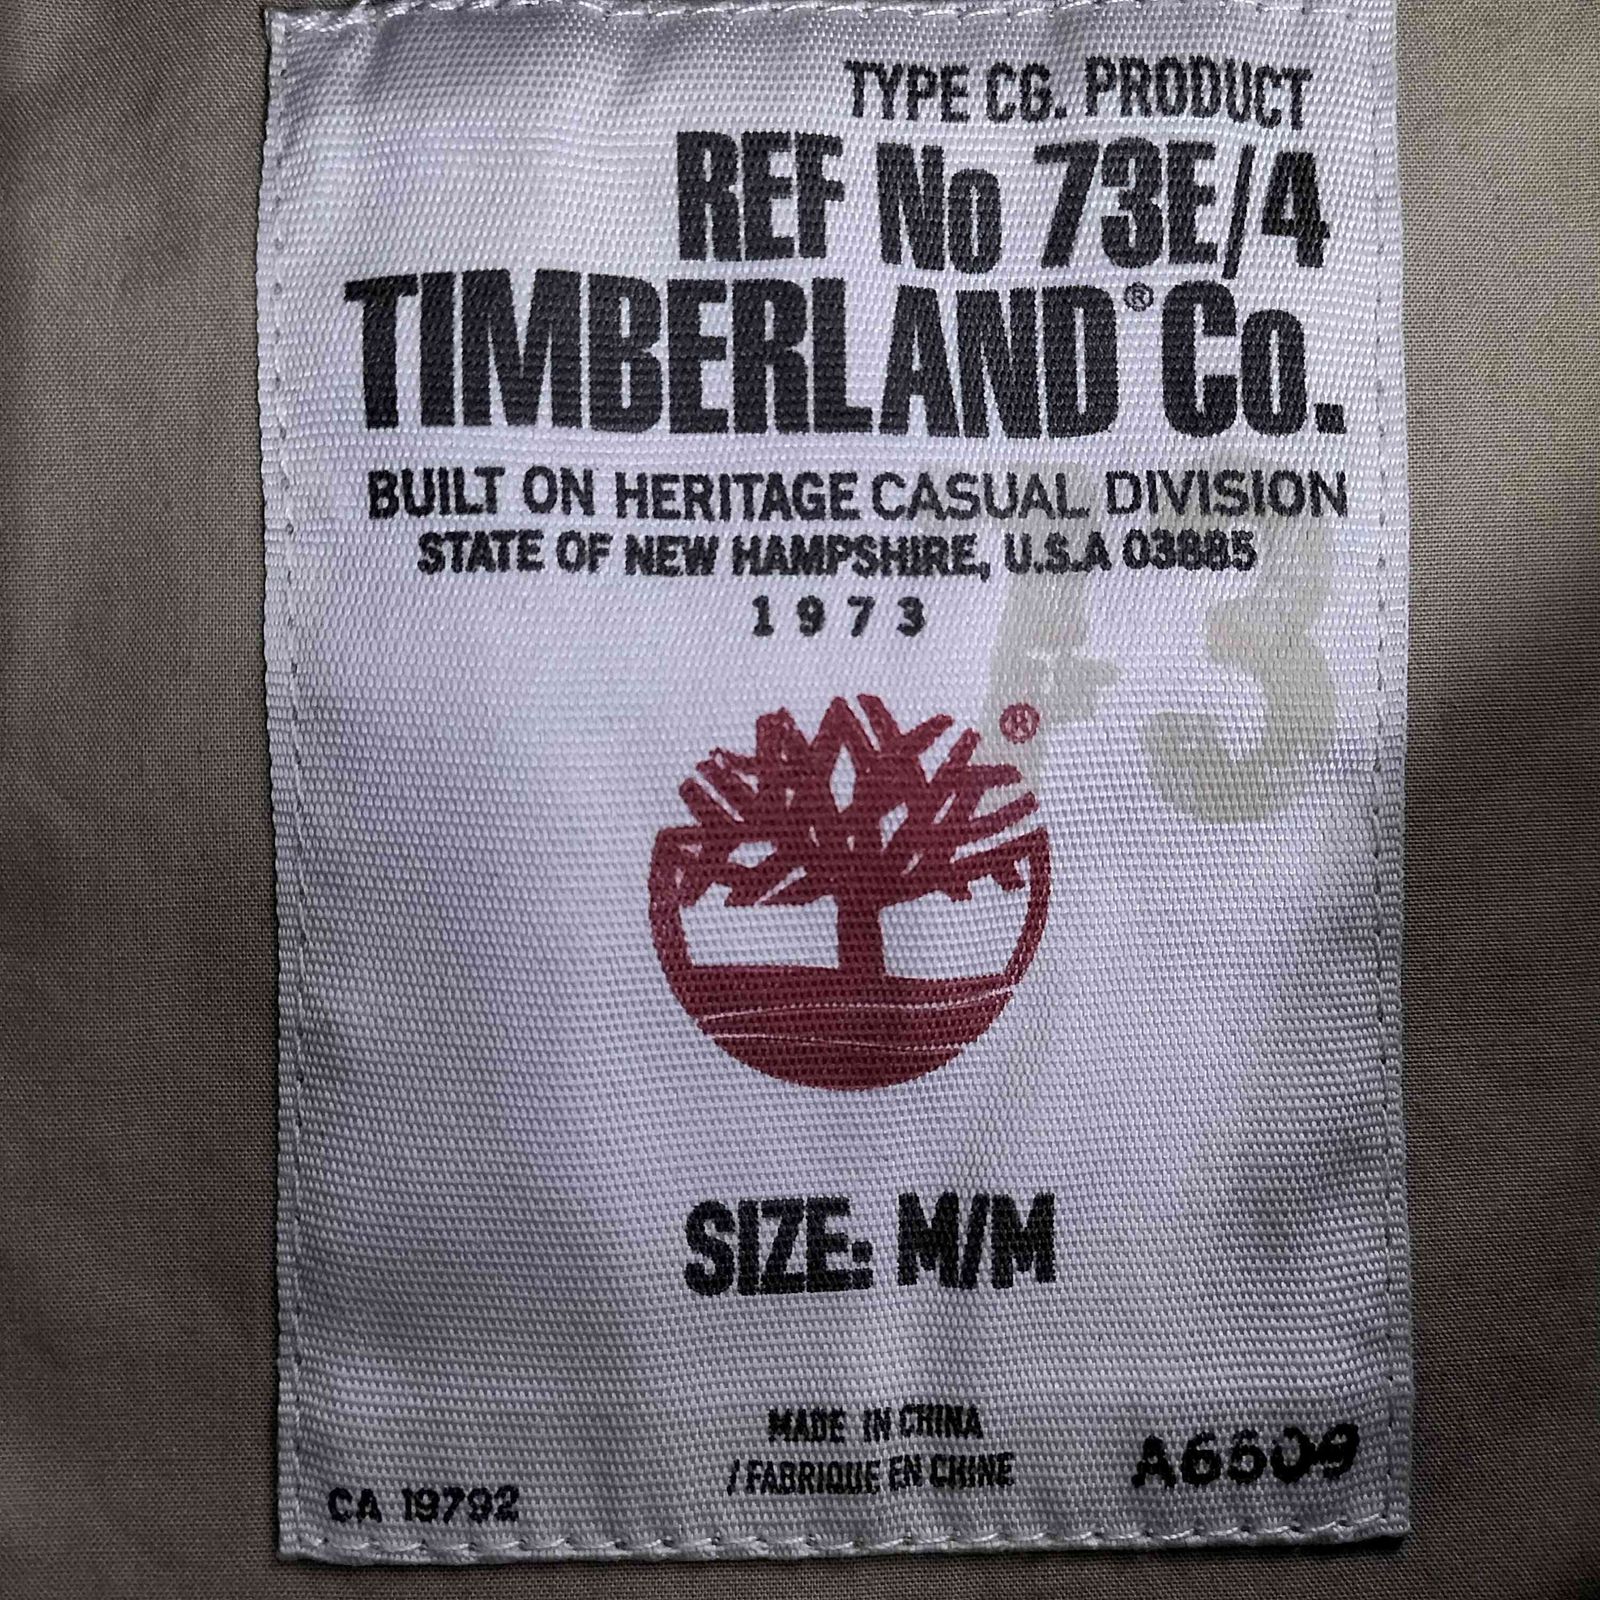 TYPE CG. PRODUCT
REF No 73E/4
TIMBERLAND® Co.
BUILT ON HERITAGE CASUAL DIVISION
STATE OF NEW HAMPSHIRE, U.S.A 03885
1973
®
SIZE: M/M
MADE IN CHINA
/ FABRIQUE EN CHINE
CA 19792